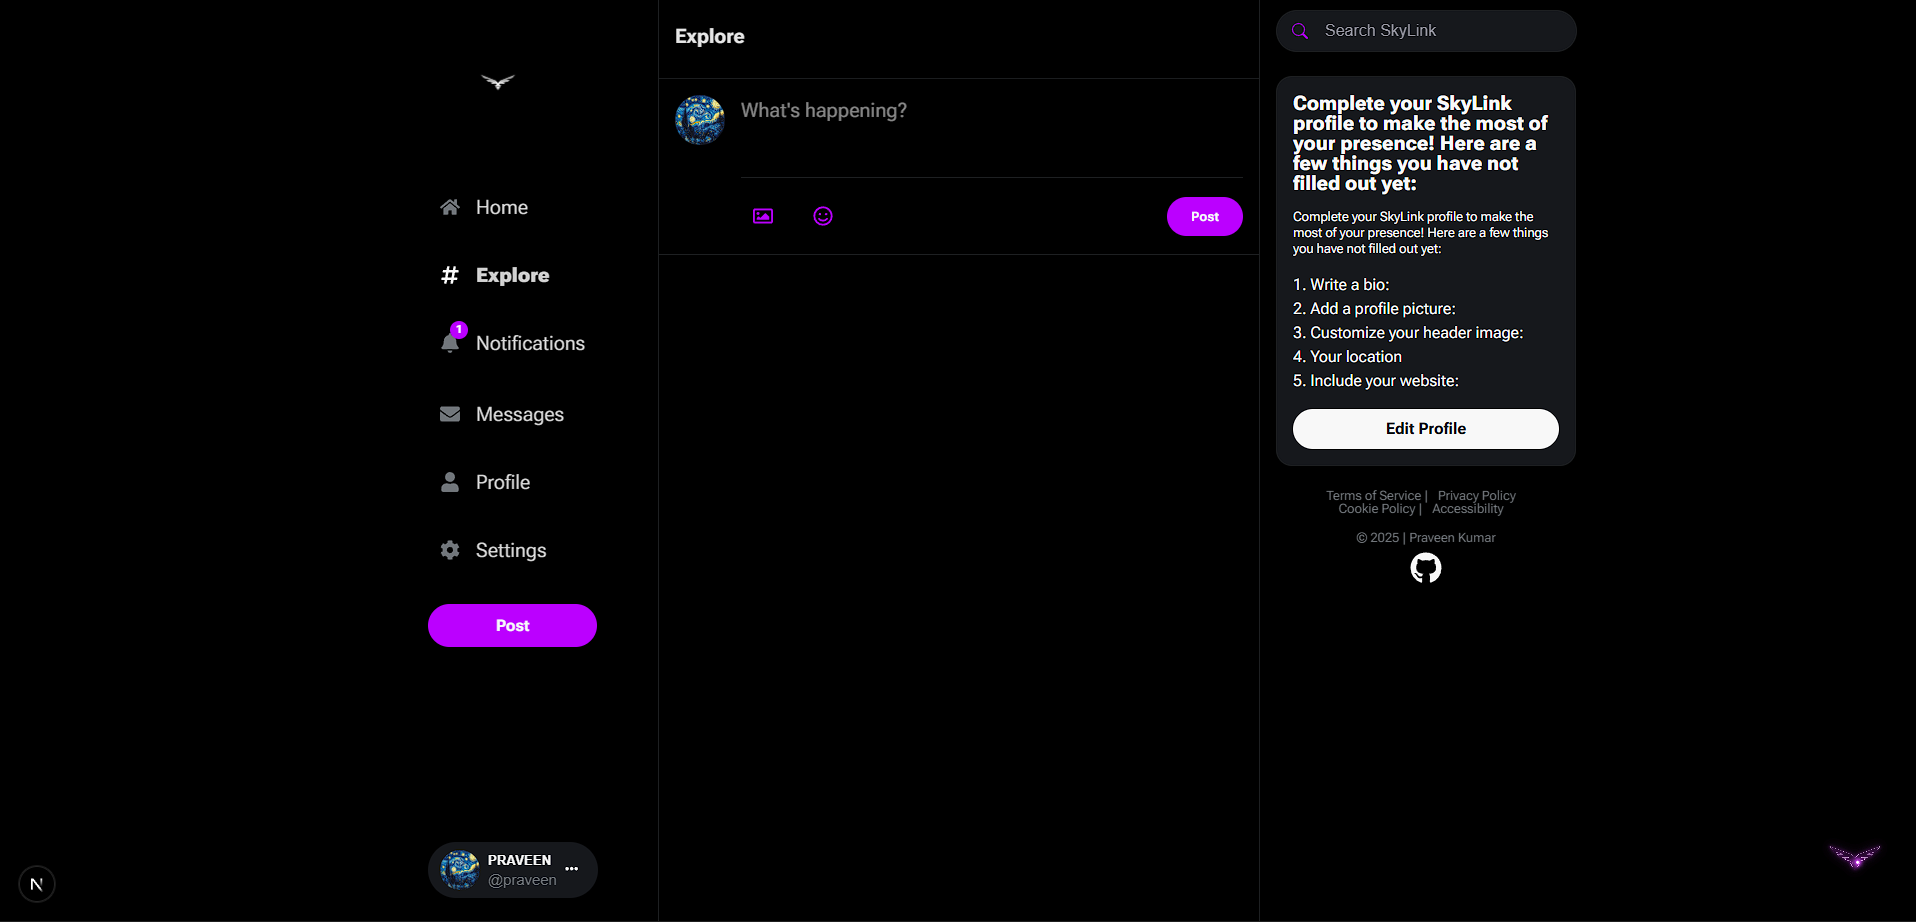 Home
Explore
1
Notifications
Messages
Profile
Settings
Post
PRAVEEN
@praveen
N
Explore
What's happening?
Post
Search SkyLink
Complete your SkyLink
profile to make the most of
your presence! Here are a
few things you have not
filled out yet:
Complete your SkyLink profile to make the
most of your presence! Here are a few things
you have not filled out yet:
1. Write a bio:
2. Add a profile picture:
3. Customize your header image:
4. Your location
5. Include your website:
Edit Profile
Terms of Service | Privacy Policy
Cookie Policy | Accessibility
© 2025 | Praveen Kumar